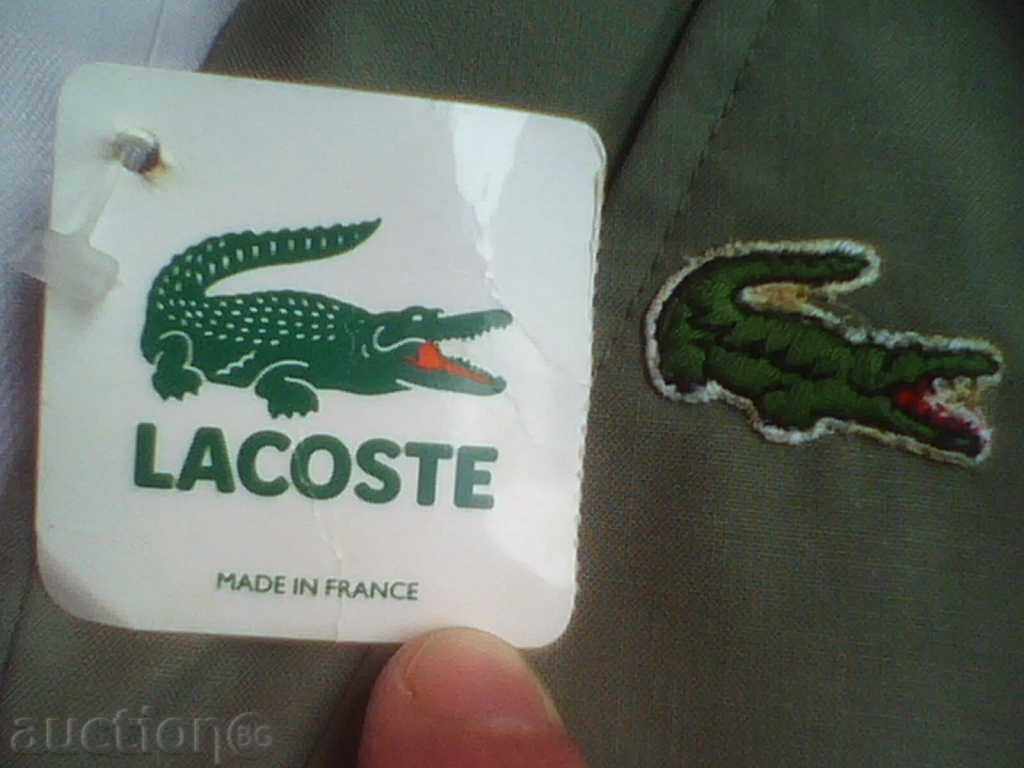 LACOSTE
MADE IN FRANCE
auction BG